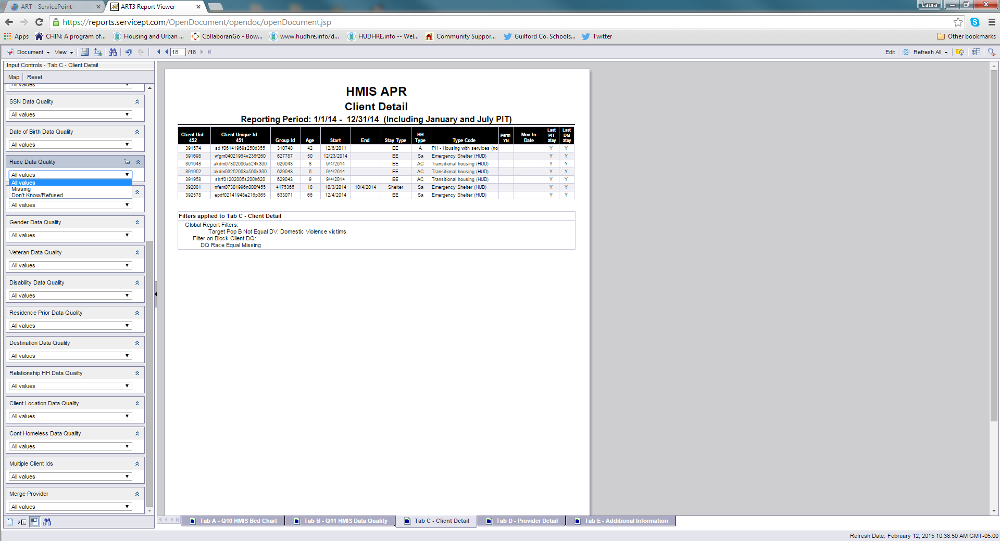 ART - ServicePoint
ART3 Report Viewer
Laura
https://reports.servicept.com/OpenDocument/opendoc/openDocument.jsp
Apps CHIN: A program of... Housing and Urban ... CollaboranGo - Bow... www.hudhre.info/d... HUDHRE.info -- Wel... Community Suppor... Guilford Co. Schools... Twitter Other bookmarks
Document View 18 /18 Edit Refresh All
Input Controls - Tab C - Client Detail
Map Reset
All values
SSN Data Quality
All values
Date of Birth Data Quality
All values
Race Data Quality
All values
All values
Missing
Don't Know/Refused
All values
Gender Data Quality
All values
Veteran Data Quality
All values
Disability Data Quality
All values
Residence Prior Data Quality
All values
Destination Data Quality
All values
Relationship HH Data Quailty
All values
Client Location Data Quality
All values
Cont Homeless Data Quality
All values
Multiple Client Ids
All values
Merge Provider
All values
HMIS APR
Client Detail
Reporting Period: 1/1/14 - 12/31/14 (Including January and July PIT)
Client Uid 452 Client Unique Id 451 Group Id Age Start End Stay Type HH Type Type Code Perm YN Mov-In Date Last PIT Stay Last DQ Stay
391574 sd f06141969s250d355 310748 42 12/6/2011 EE A PH - Housing with services (no Y Y
391698 vfgm04021964v236f260 627787 50 12/23/2014 EE Sa Emergency Shelter (HUD) Y Y
391948 akdm07302006a524k300 629043 8 9/4/2014 EE AC Transitional housing (HUD) Y Y
391952 akdm03252008a560k300 629043 6 9/4/2014 EE AC Transitional housing (HUD) Y Y
391958 shrf01202005s200h620 629043 9 9/4/2014 EE AC Transitional housing (HUD) Y Y
392081 nfem07301996n000f455 4175365 18 10/3/2014 10/4/2014 Shelter Sa Emergency Shelter (HUD) Y Y
392578 epdf02141948e216p365 633071 66 12/4/2014 EE Sa Emergency Shelter (HUD) Y Y
Filters applied to Tab C - Client Detail
Global Report Filters:
Target Pop B Not Equal DV: Domestic Violence victims
Filter on Block Client DQ:
DQ Race Equal Missing
Tab A - Q10 HMIS Bed Chart Tab B - Q11 HMIS Data Quality Tab C - Client Detail Tab D - Provider Detail Tab E - Additional Information
Refresh Date: February 12, 2015 10:38:50 AM GMT-05:00